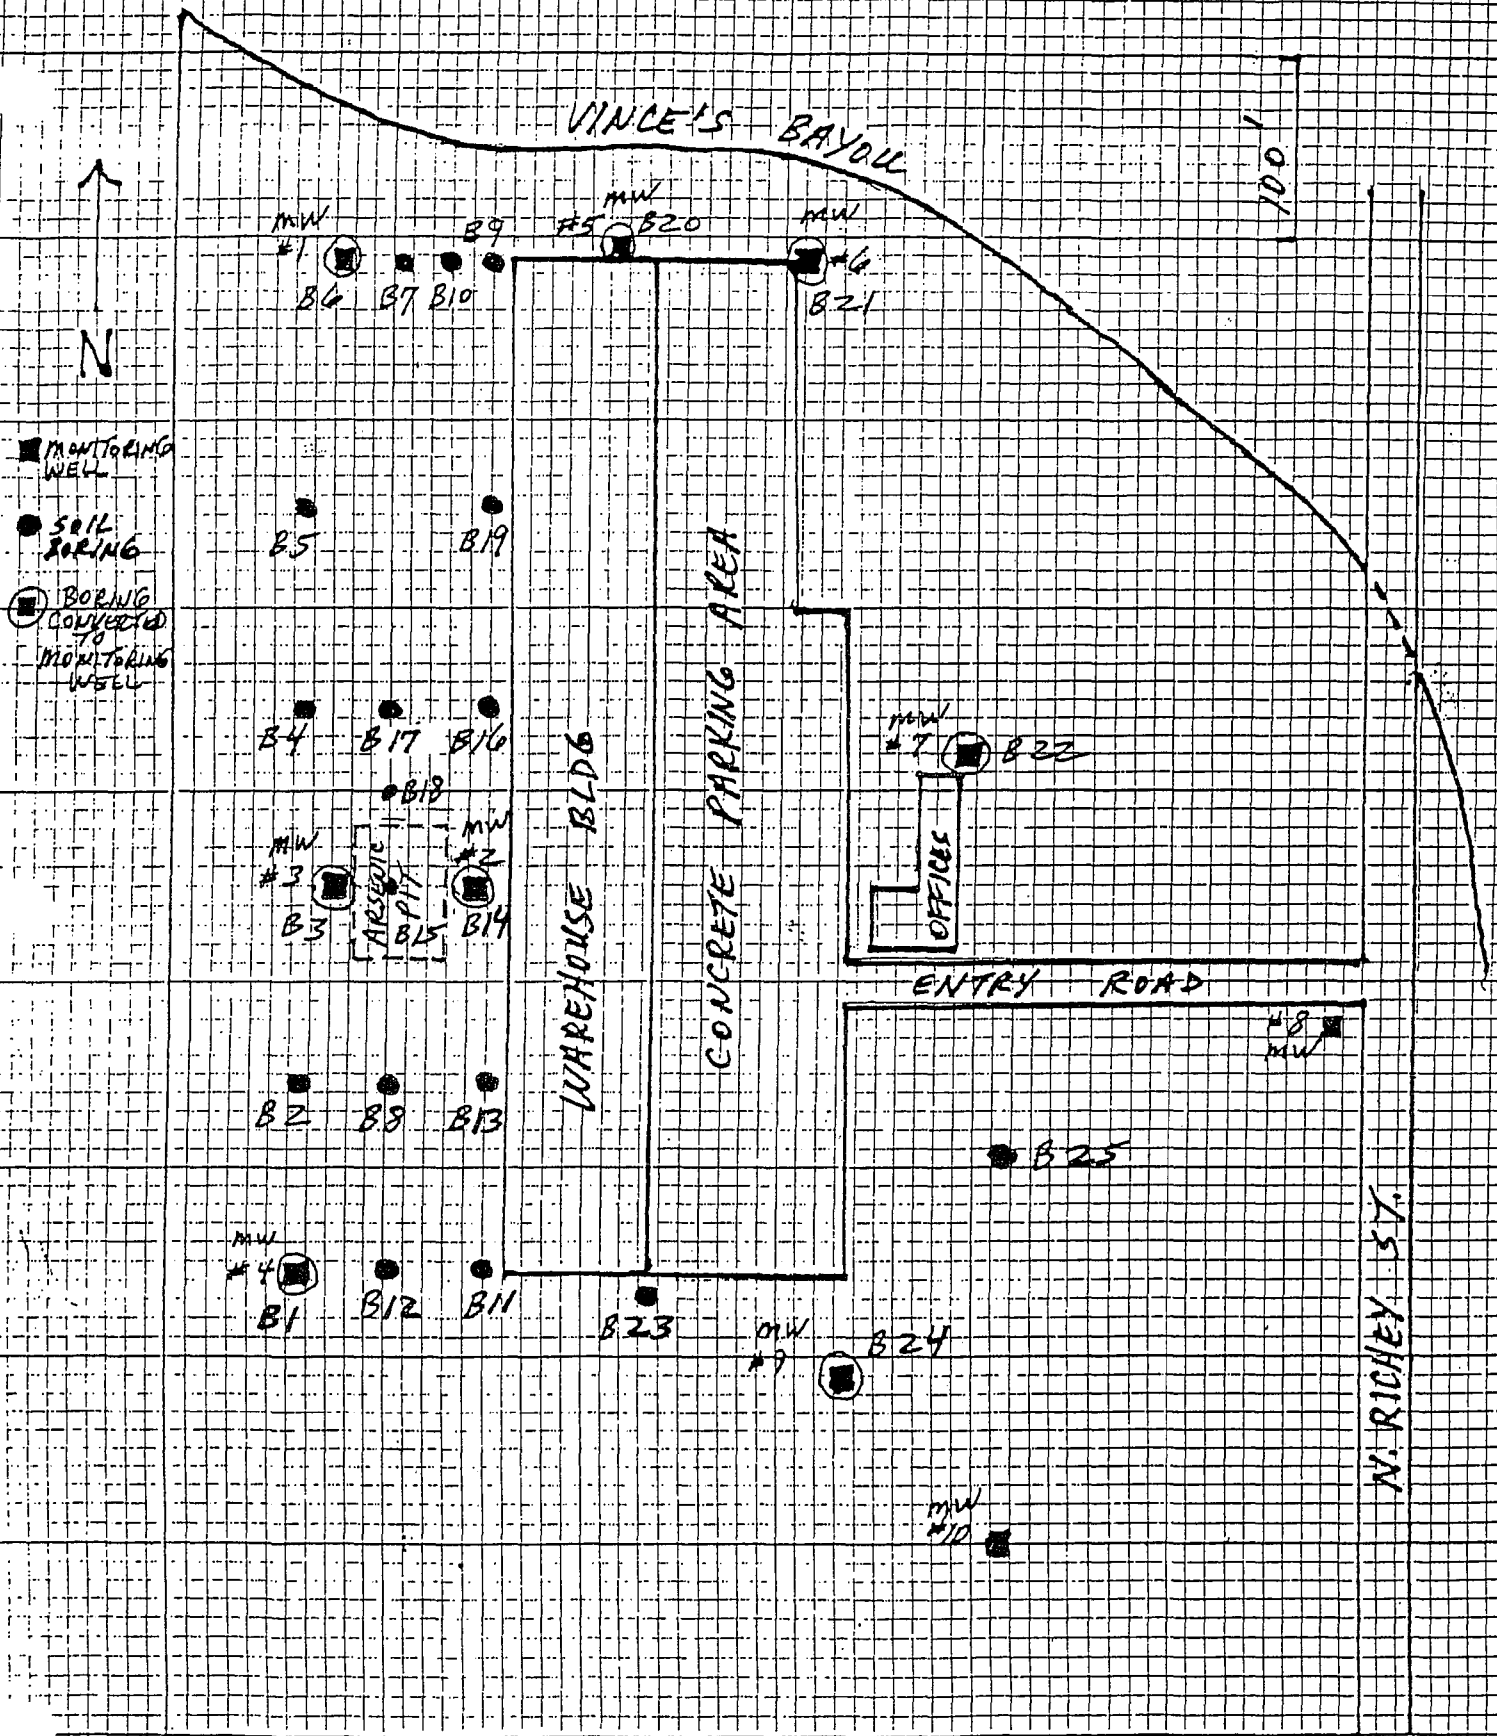 VINCE'S BAYOU
100'
N
MONITORING
WELL
SOIL
BORING
BORING
CONVERTED
TO
MONITORING
WELL
MW
#1
B6
B7
B10
B9
MW
#5 B20
MW
#6
B21
B5
B19
B4
B17
B16
B18
MW
#3
B3
ARSENIC
PIT
B15
MW
#2
B14
WAREHOUSE BLDG
CONCRETE PARKING AREA
MW
#7 B22
OFFICES
ENTRY ROAD
#8
MW
B2
B8
B13
B25
MW
#4
B1
B12
B11
B23
MW
#9
B24
MW
#10
N. RICHEY ST.